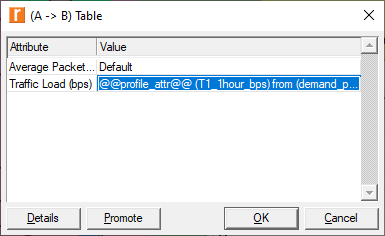 (A -> B) Table
Attribute Value
Average Packet... Default
Traffic Load (bps) @@profile_attr@@ (T1_1hour_bps) from (demand_p...
Details Promote OK Cancel